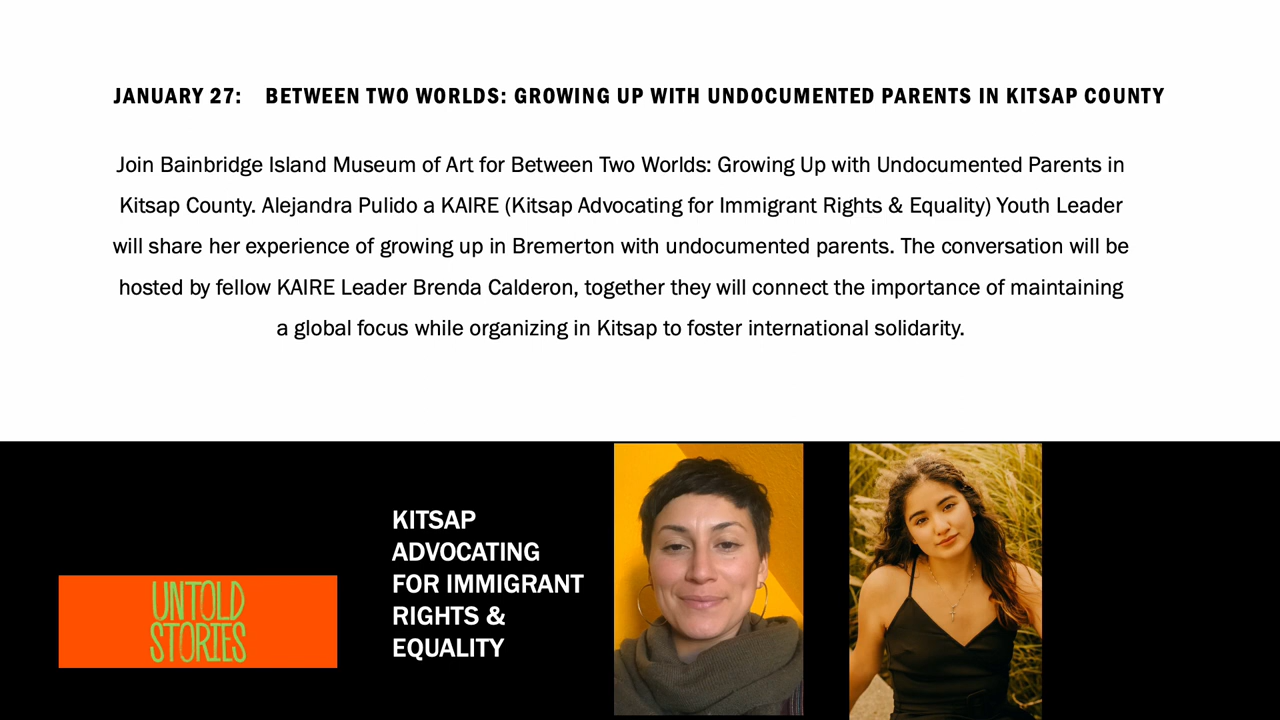 JANUARY 27: BETWEEN TWO WORLDS: GROWING UP WITH UNDOCUMENTED PARENTS IN KITSAP COUNTY
Join Bainbridge Island Museum of Art for Between Two Worlds: Growing Up with Undocumented Parents in
Kitsap County. Alejandra Pulido a KAIRE (Kitsap Advocating for Immigrant Rights & Equality) Youth Leader
will share her experience of growing up in Bremerton with undocumented parents. The conversation will be
hosted by fellow KAIRE Leader Brenda Calderon, together they will connect the importance of maintaining
a global focus while organizing in Kitsap to foster international solidarity.
UNTOLD
STORIES
KITSAP
ADVOCATING
FOR IMMIGRANT
RIGHTS &
EQUALITY